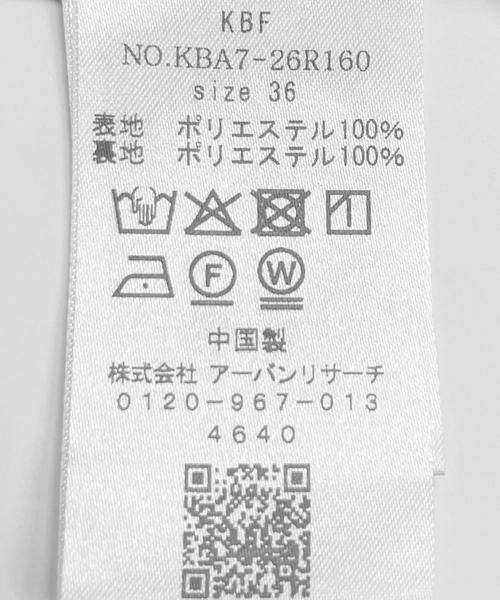 KBF
NO.KBA7-26R160
size 36
表地 ポリエステル100%
裏地 ポリエステル100%
F W
中国製
株式会社 アーバンリサーチ
0120-967-013
4640